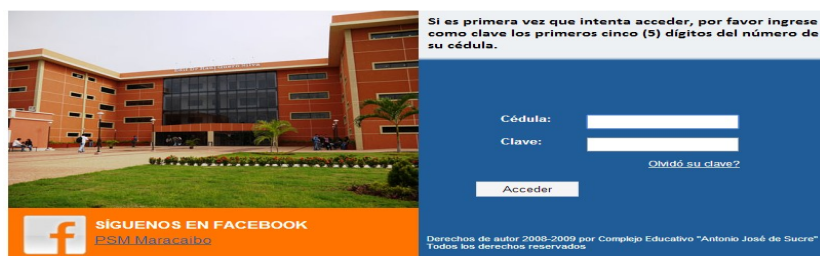 Si es primera vez que intenta acceder, por favor ingrese
como clave los primeros cinco (5) dígitos del número de
su cédula.
Cédula:
Clave:
Olvidó su clave?
Acceder
SÍGUENOS EN FACEBOOK
PSM Maracaibo
Derechos de autor 2008-2009 por Complejo Educativo "Antonio José de Sucre"
Todos los derechos reservados